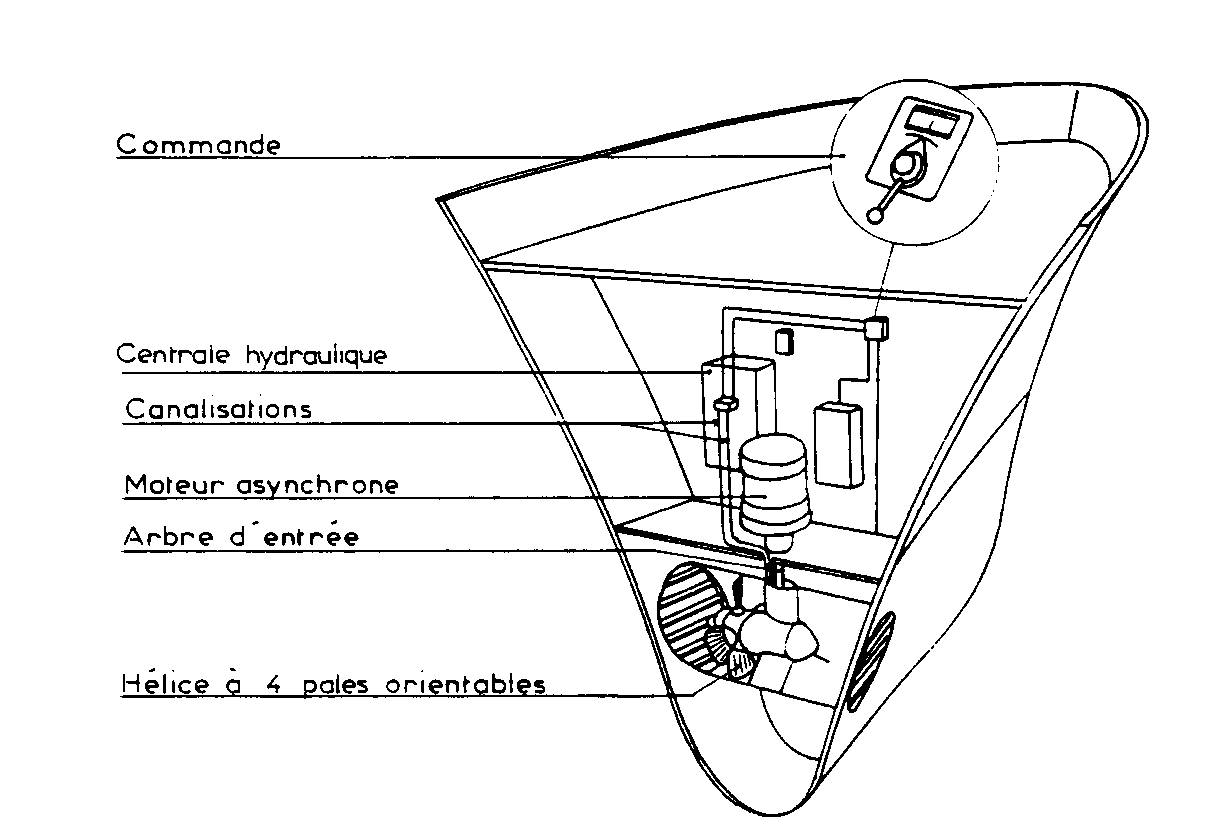 Commande
Centrale hydraulique
Canalisations
Moteur asynchrone
Arbre d'entrée
Hélice à 4 pales orientables